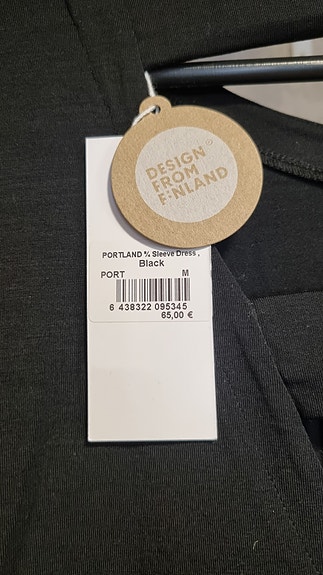 DESIGN
FROM
FINLAND
PORTLAND ¾ Sleeve Dress ,
Black
PORT M
6 438322 095345
65,00 €